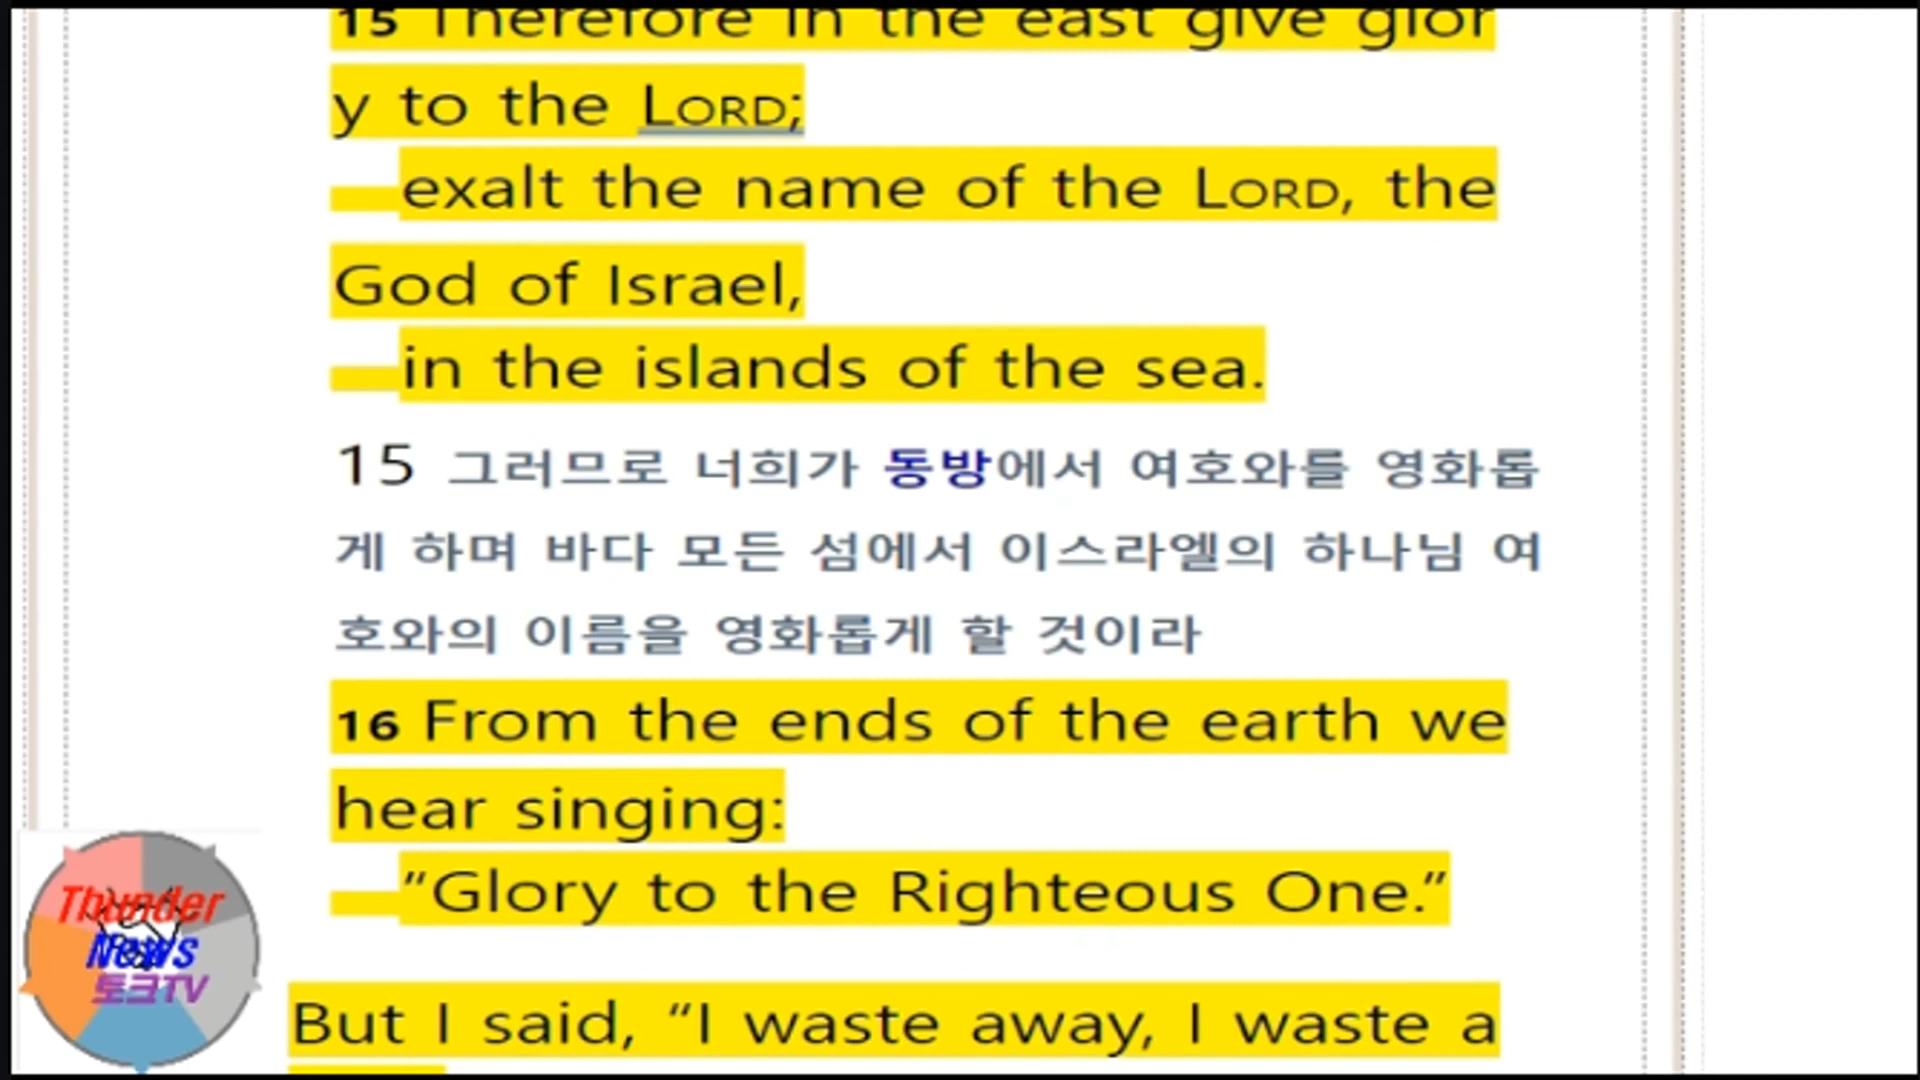 15 Therefore in the east give glor
y to the LORD;
exalt the name of the LORD, the
God of Israel,
in the islands of the sea.
15 그러므로 너희가 동방에서 여호와를 영화롭
게 하며 바다 모든 섬에서 이스라엘의 하나님 여
호와의 이름을 영화롭게 할 것이라
16 From the ends of the earth we
hear singing:
“Glory to the Righteous One.”
But I said, “I waste away, I waste a
Thunder
News
토크TV